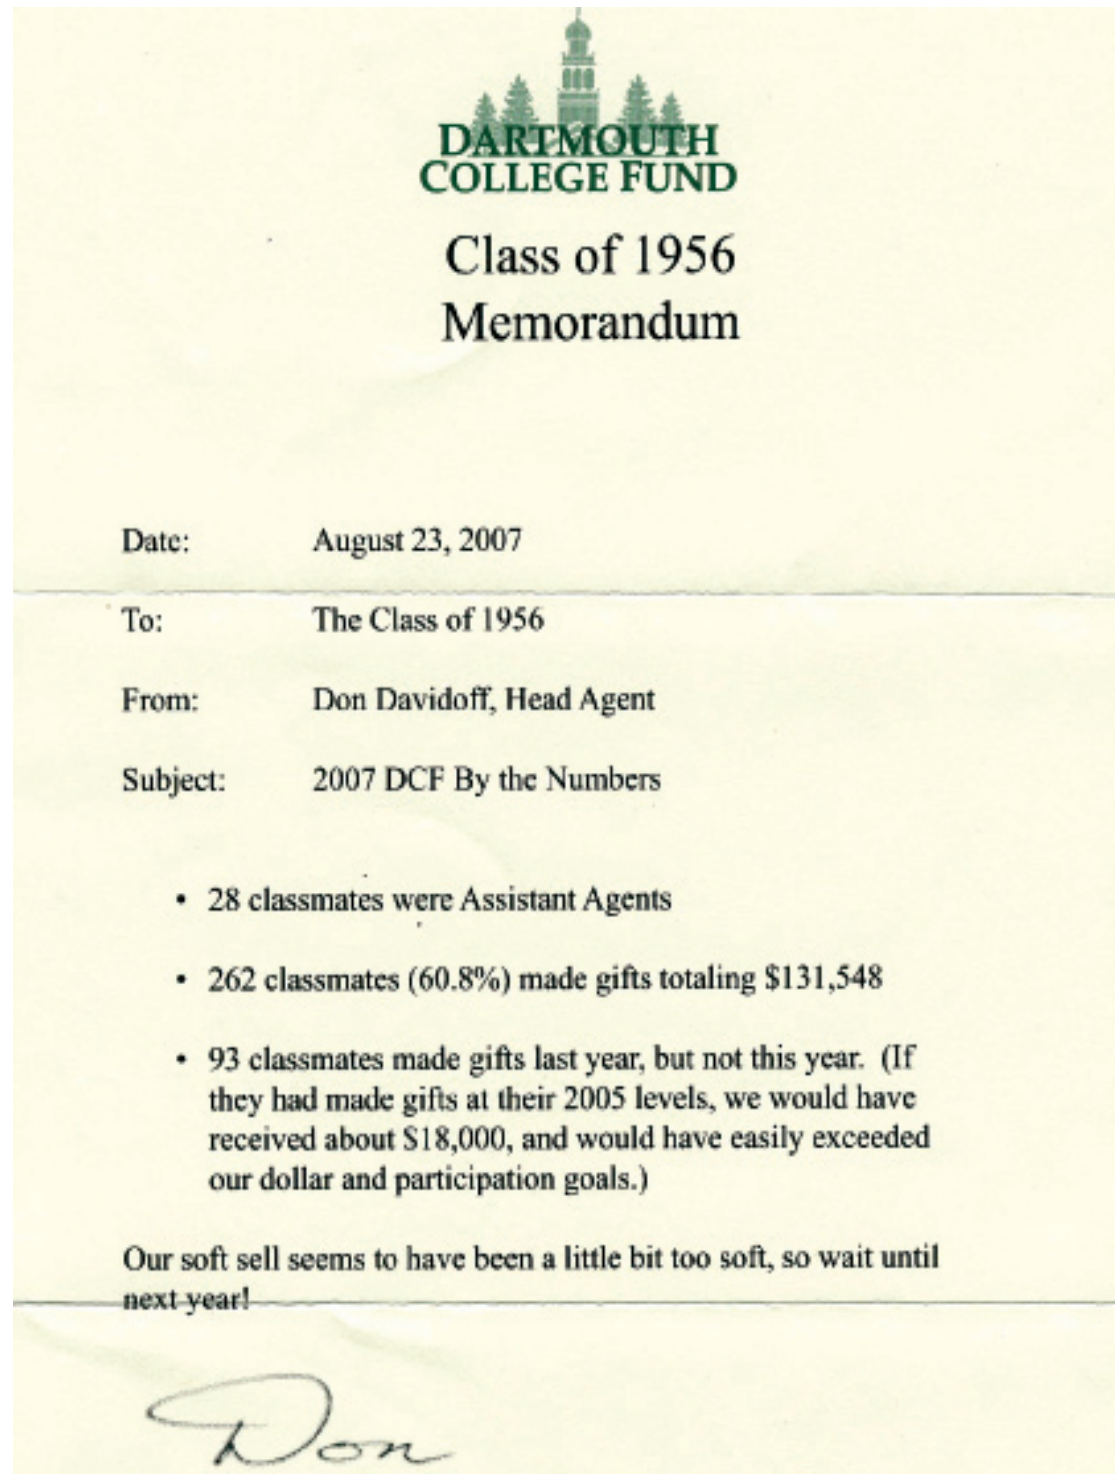 DARTMOUTH
COLLEGE FUND
Class of 1956
Memorandum
Date: August 23, 2007
To: The Class of 1956
From: Don Davidoff, Head Agent
Subject: 2007 DCF By the Numbers
• 28 classmates were Assistant Agents
• 262 classmates (60.8%) made gifts totaling $131,548
• 93 classmates made gifts last year, but not this year. (If
they had made gifts at their 2005 levels, we would have
received about $18,000, and would have easily exceeded
our dollar and participation goals.)
Our soft sell seems to have been a little bit too soft, so wait until
next year!
Don